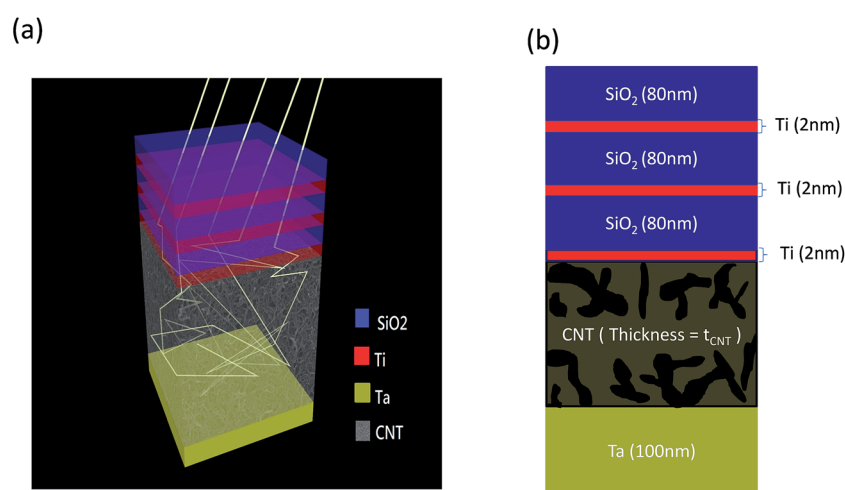 (a)
SiO2
Ti
Ta
CNT
(b)
SiO₂ (80nm)
Ti (2nm)
SiO₂ (80nm)
Ti (2nm)
SiO₂ (80nm)
Ti (2nm)
CNT ( Thickness = t_CNT )
Ta (100nm)